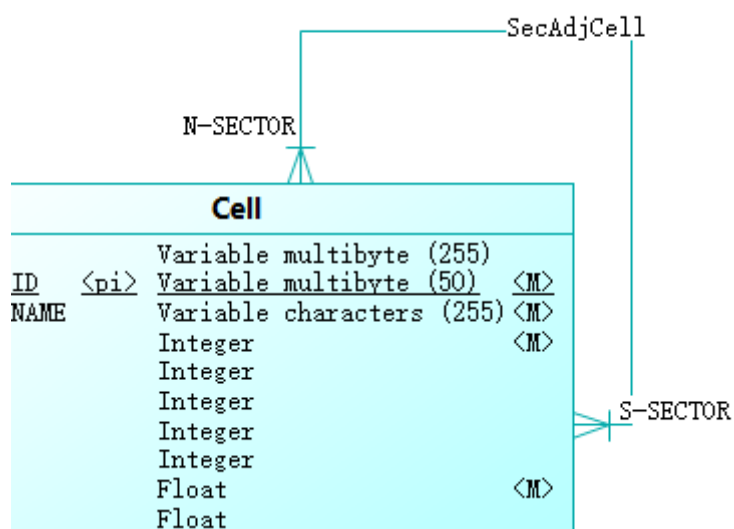 SecAdjCell
N-SECTOR
Cell
Variable multibyte (255)
ID <pi> Variable multibyte (50) <M>
NAME Variable characters (255) <M>
Integer <M>
Integer
Integer
S-SECTOR
Integer
Integer
Float <M>
Float